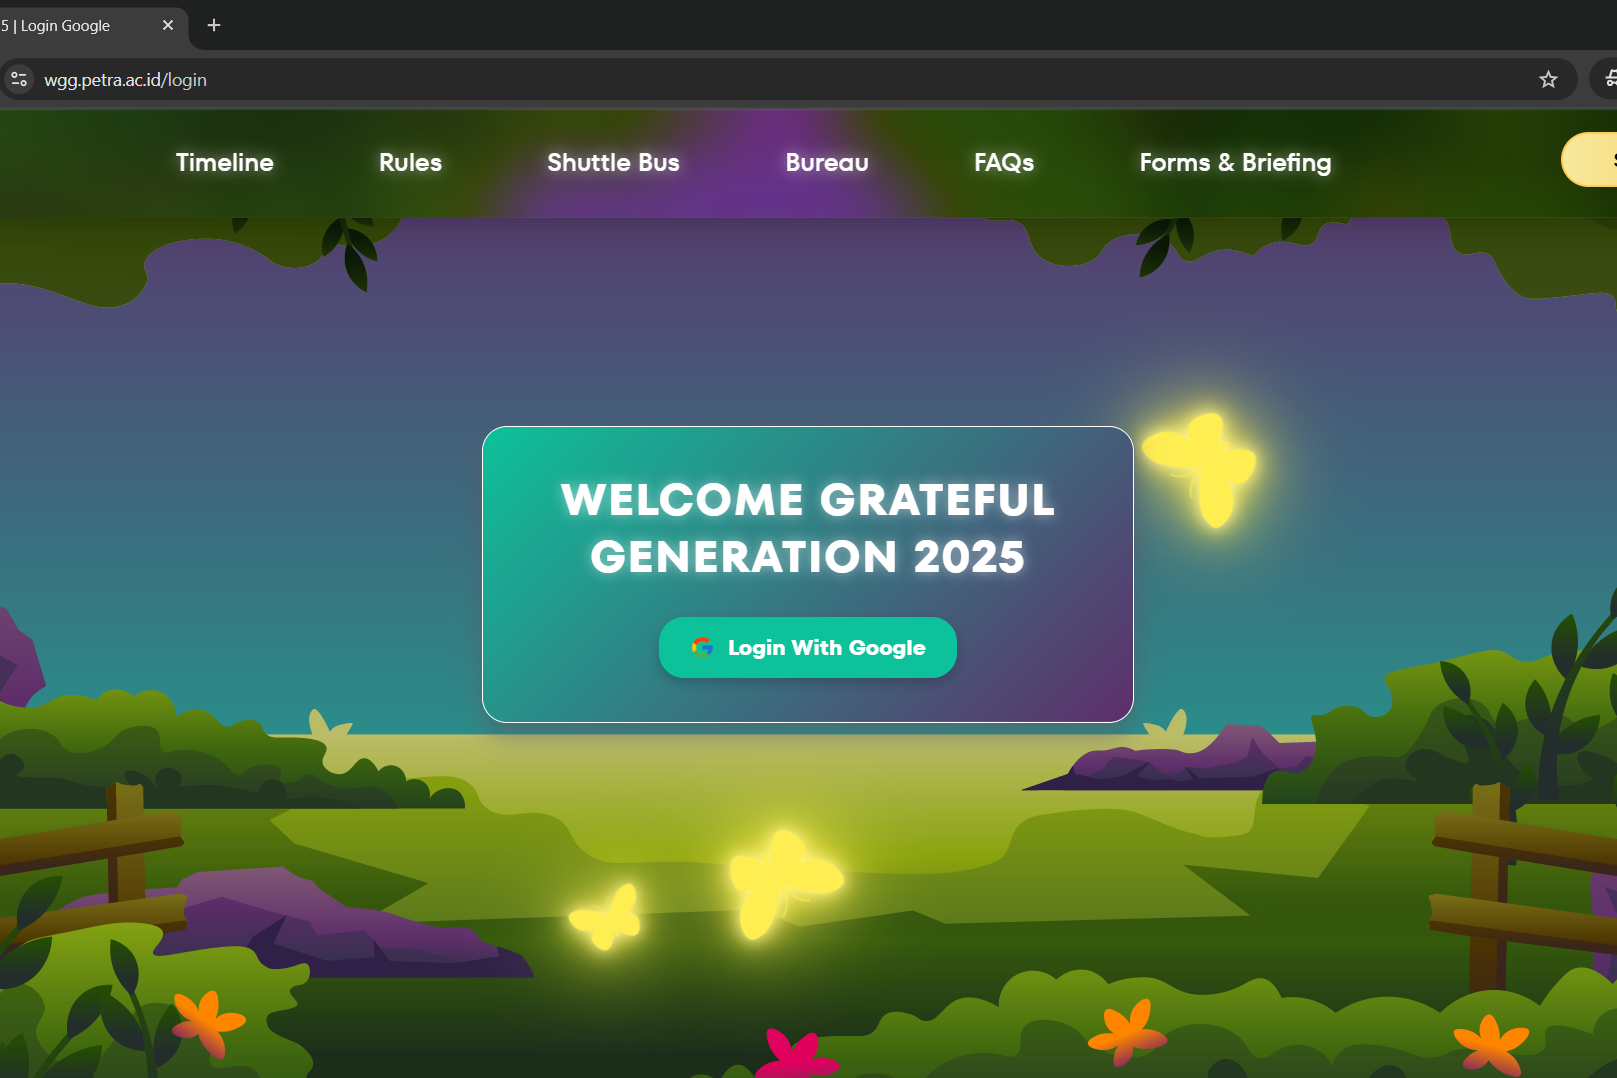 5 | Login Google
wgg.petra.ac.id/login
Timeline Rules Shuttle Bus Bureau FAQs Forms & Briefing
WELCOME GRATEFUL
GENERATION 2025
Login With Google